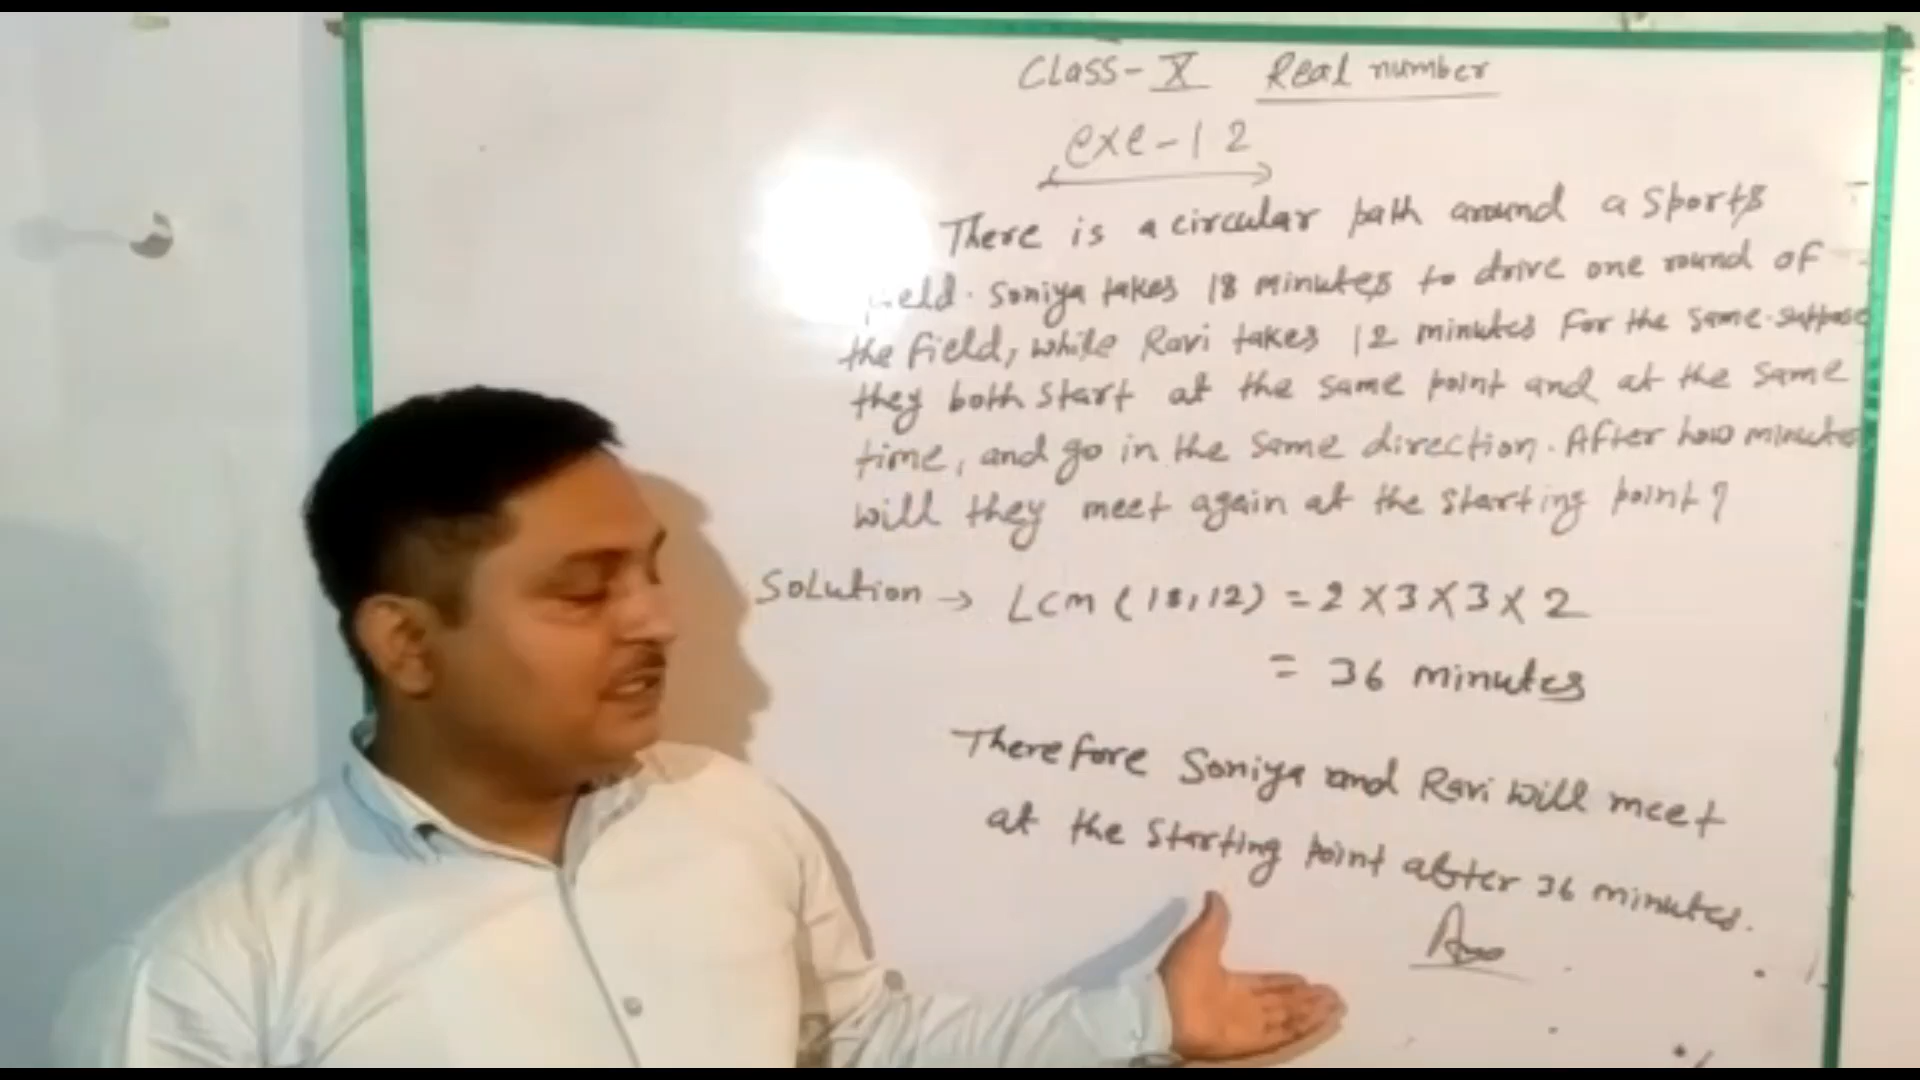 Class-X Real number
exe-1 2
There is a circular path around a sports
field. Soniya takes 18 minutes to drive one round of
the field, while Ravi takes 12 minutes For the same. suppose
they both start at the same point and at the same
time, and go in the same direction. After how minutes
will they meet again at the starting point?
Solution → LCM (18,12) = 2 X 3 X 3 X 2
= 36 minutes
Therefore Soniya and Ravi will meet
at the starting point after 36 minutes.
Ans